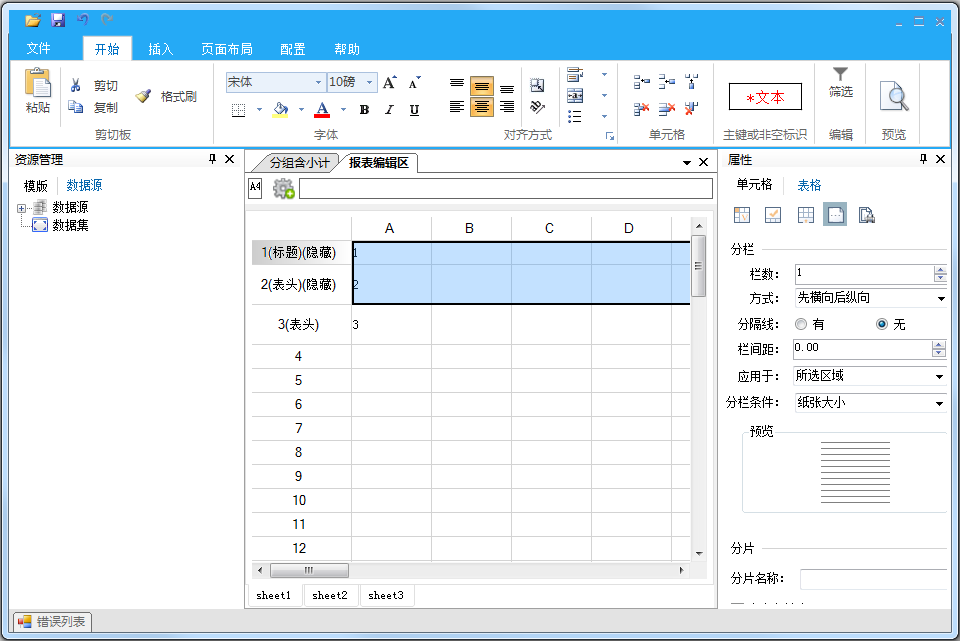 文件 开始 插入 页面布局 配置 帮助
粘贴 剪切 复制 格式刷
宋体 10磅 A A
A B I U
*文本
筛选
剪贴板 字体 对齐方式 单元格 主键或非空标识 编辑 预览
资源管理
模版 数据源
数据源
数据集
分组含小计 报表编辑区
A4
A B C D
1(标题)(隐藏) 1
2(表头)(隐藏) 2
3(表头) 3
4
5
6
7
8
9
10
11
12
sheet1 sheet2 sheet3
属性
单元格 表格
分栏
栏数: 1
方式: 先横向后纵向
分隔线: 有 无
栏间距: 0.00
应用于: 所选区域
分栏条件: 纸张大小
预览
分片
分片名称:
错误列表